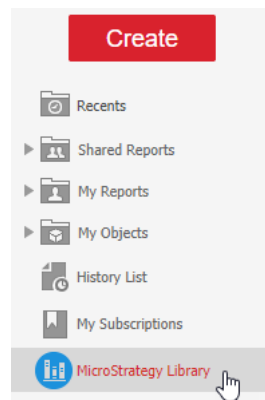 Create
Recents
Shared Reports
My Reports
My Objects
History List
My Subscriptions
MicroStrategy Library